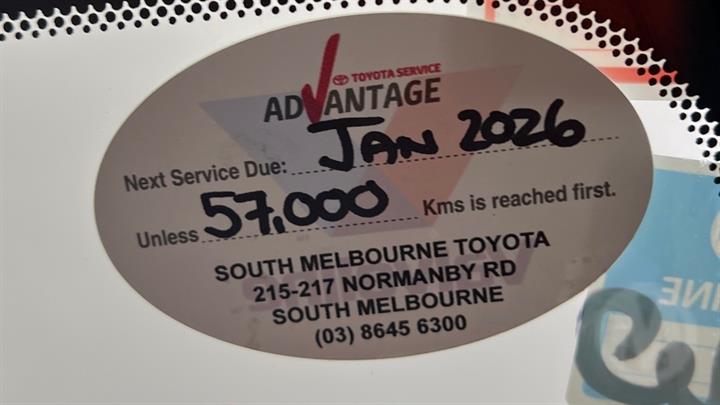 TOYOTA SERVICE
ADVANTAGE
Next Service Due: JAN 2026
Unless 57,000 Kms is reached first.
SOUTH MELBOURNE TOYOTA
215-217 NORMANBY RD
SOUTH MELBOURNE
(03) 8645 6300